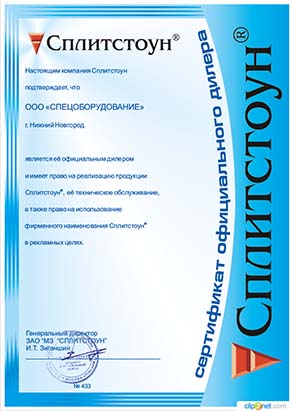 Сплитстоун®
Настоящим компания Сплитстоун
подтверждает, что
ООО «СПЕЦОБОРУДОВАНИЕ»
г. Нижний Новгород
является её официальным дилером
и имеет право на реализацию продукции
Сплитстоун®, её техническое обслуживание,
а также право на использование
фирменного наименования Сплитстоун®
в рекламных целях.
Генеральный директор
ЗАО "МЗ "СПЛИТСТОУН"
И.Т. Зиганшин
№ 433
сертификат официального дилера
Сплитстоун®
clip2net.com